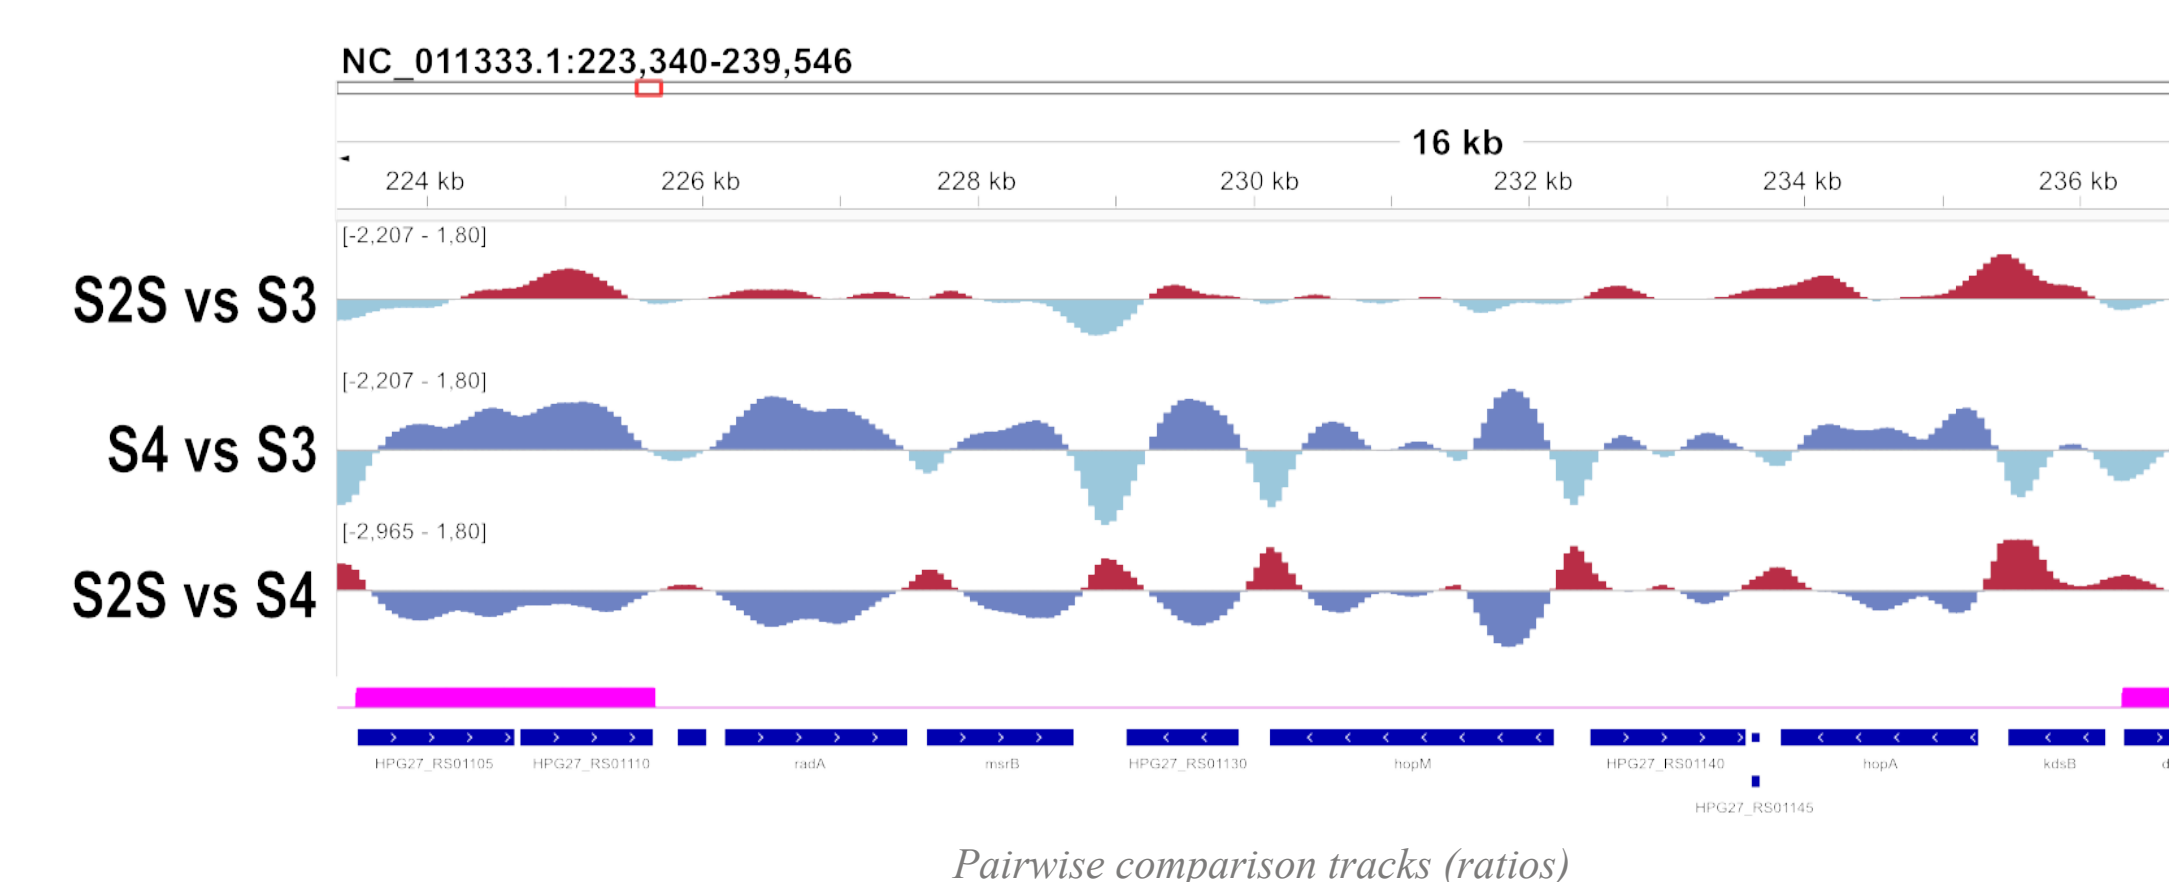 NC_011333.1:223,340-239,546
16 kb
224 kb 226 kb 228 kb 230 kb 232 kb 234 kb 236 kb
[-2,207 - 1,80]
S2S vs S3
[-2,207 - 1,80]
S4 vs S3
[-2,965 - 1,80]
S2S vs S4
HPG27_RS01105 HPG27_RS01110 radA msrB HPG27_RS01130 hopM HPG27_RS01140 hopA kdsB d
HPG27_RS01145
Pairwise comparison tracks (ratios)